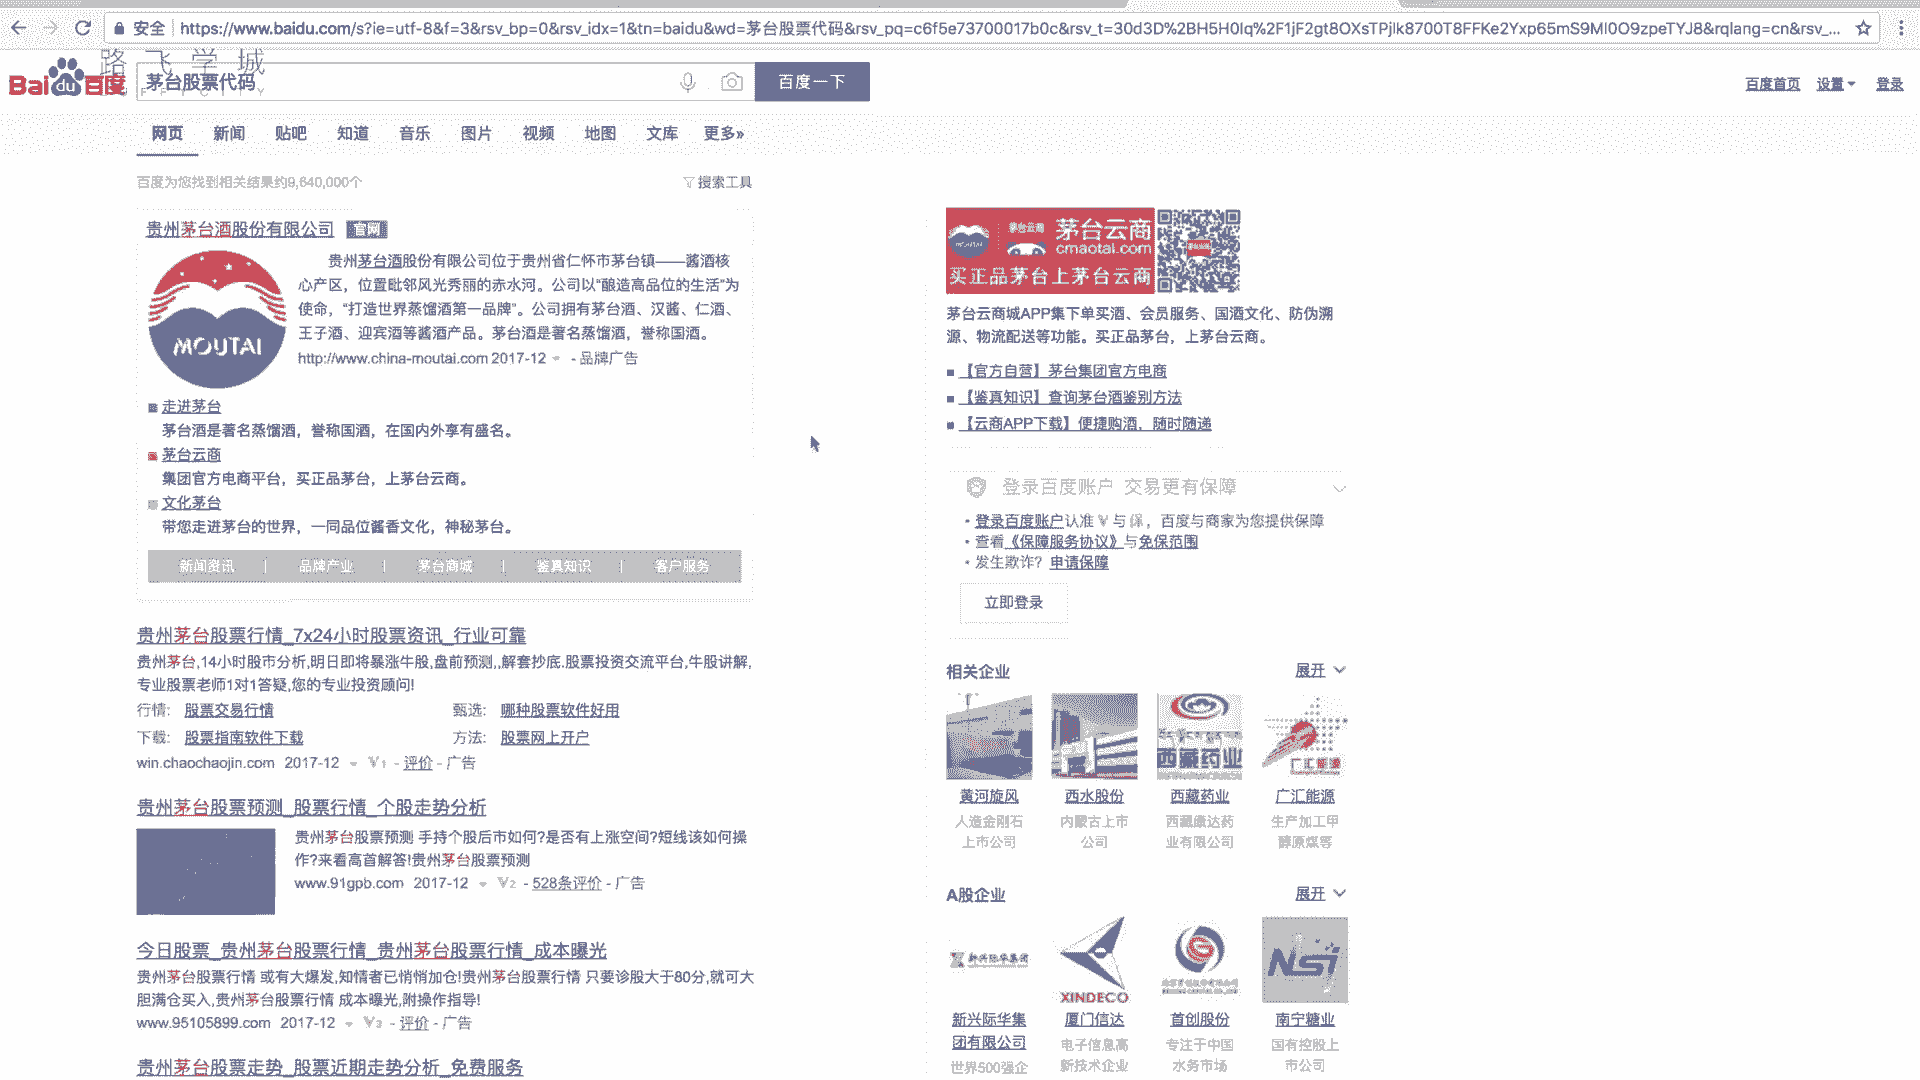 安全 https://www.baidu.com/s?ie=utf-8&f=3&rsv_bp=0&rsv_idx=1&tn=baidu&wd=茅台股票代码&rsv_pq=c6f5e73700017b0c&rsv_t=30d3D%2BH5H0Iq%2F1jF2gt8OXsTPjlk8700T8FFKe2Yxp65mS9MI0O9zpeTYJ8&rqlang=cn&rsv_...
路飞学城
Bai du 百度
茅台股票代码
百度一下
百度首页 设置 登录
网页 新闻 贴吧 知道 音乐 图片 视频 地图 文库 更多»
百度为您找到相关结果约9,640,000个
搜索工具
贵州茅台酒股份有限公司 官网
MOUTAI
贵州茅台酒股份有限公司位于贵州省仁怀市茅台镇——酱酒核
心产区，位置毗邻风光秀丽的赤水河。公司以“酿造高品位的生活”为
使命，“打造世界蒸馏酒第一品牌”。公司拥有茅台酒、汉酱、仁酒、
王子酒、迎宾酒等酱酒产品。茅台酒是著名蒸馏酒，誉称国酒。
http://www.china-moutai.com 2017-12 - 品牌广告
走进茅台
茅台酒是著名蒸馏酒，誉称国酒，在国内外享有盛名。
茅台云商
集团官方电商平台，买正品茅台，上茅台云商。
文化茅台
带您走进茅台的世界，一同品位酱香文化，神秘茅台。
新闻资讯 | 品牌产业 | 茅台商城 | 鉴真知识 | 客户服务
贵州茅台股票行情_7x24小时股票资讯_行业可靠
贵州茅台,14小时股市分析,明日即将暴涨牛股,盘前预测,,解套抄底.股票投资交流平台,牛股讲解,
专业股票老师1对1答疑,您的专业投资顾问!
行情: 股票交易行情 甄选: 哪种股票软件好用
下载: 股票指南软件下载 方法: 股票网上开户
win.chaochaojin.com 2017-12 V1 - 评价 - 广告
贵州茅台股票预测_股票行情_个股走势分析
贵州茅台股票预测 手持个股后市如何?是否有上涨空间?短线该如何操
作?来看高首解答!贵州茅台股票预测
www.91gpb.com 2017-12 V2 - 528条评价 - 广告
今日股票_贵州茅台股票行情_贵州茅台股票行情_成本曝光
贵州茅台股票行情 或有大爆发,知情者已悄悄加仓!贵州茅台股票行情 只要诊股大于80分,就可大
胆满仓买入,贵州茅台股票行情 成本曝光,附操作指导!
www.95105899.com 2017-12 V3 - 评价 - 广告
贵州茅台股票走势_股票近期走势分析_免费服务
MOUTAI 茅台云商 茅台云商
cmaotai.com
买正品茅台上茅台云商
茅台云商城APP集下单买酒、会员服务、国酒文化、防伪溯
源、物流配送等功能。买正品茅台，上茅台云商。
【官方自营】茅台集团官方电商
【鉴真知识】查询茅台酒鉴别方法
【云商APP下载】便捷购酒，随时随递
登录百度账户 交易更有保障
登录百度账户认准 V 与 保，百度与商家为您提供保障
查看《保障服务协议》与免保范围
发生欺诈？申请保障
立即登录
相关企业 展开
西藏药业 广汇能源
黄河旋风 西水股份 西藏药业 广汇能源
人造金刚石 内蒙古上市 西藏康达药 生产加工甲
上市公司 公司 业有限公司 醇原煤等
A股企业 展开
新兴际华集团 XINDECO NSi
新兴际华集 厦门信达 首创股份 南宁糖业
团有限公司 电子信息高 专注于中国 国有控股上
世界500强企 新技术企业 水务市场 市公司